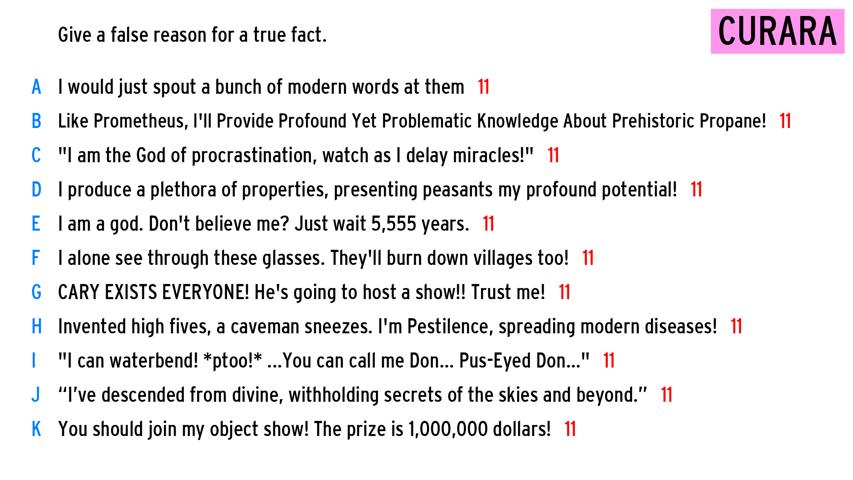 Give a false reason for a true fact.
CURARA
A I would just spout a bunch of modern words at them 11
B Like Prometheus, I'll Provide Profound Yet Problematic Knowledge About Prehistoric Propane! 11
C "I am the God of procrastination, watch as I delay miracles!" 11
D I produce a plethora of properties, presenting peasants my profound potential! 11
E I am a god. Don't believe me? Just wait 5,555 years. 11
F I alone see through these glasses. They'll burn down villages too! 11
G CARY EXISTS EVERYONE! He's going to host a show!! Trust me! 11
H Invented high fives, a caveman sneezes. I'm Pestilence, spreading modern diseases! 11
I "I can waterbend! *ptoo!* ...You can call me Don... Pus-Eyed Don..." 11
J “I’ve descended from divine, withholding secrets of the skies and beyond.” 11
K You should join my object show! The prize is 1,000,000 dollars! 11